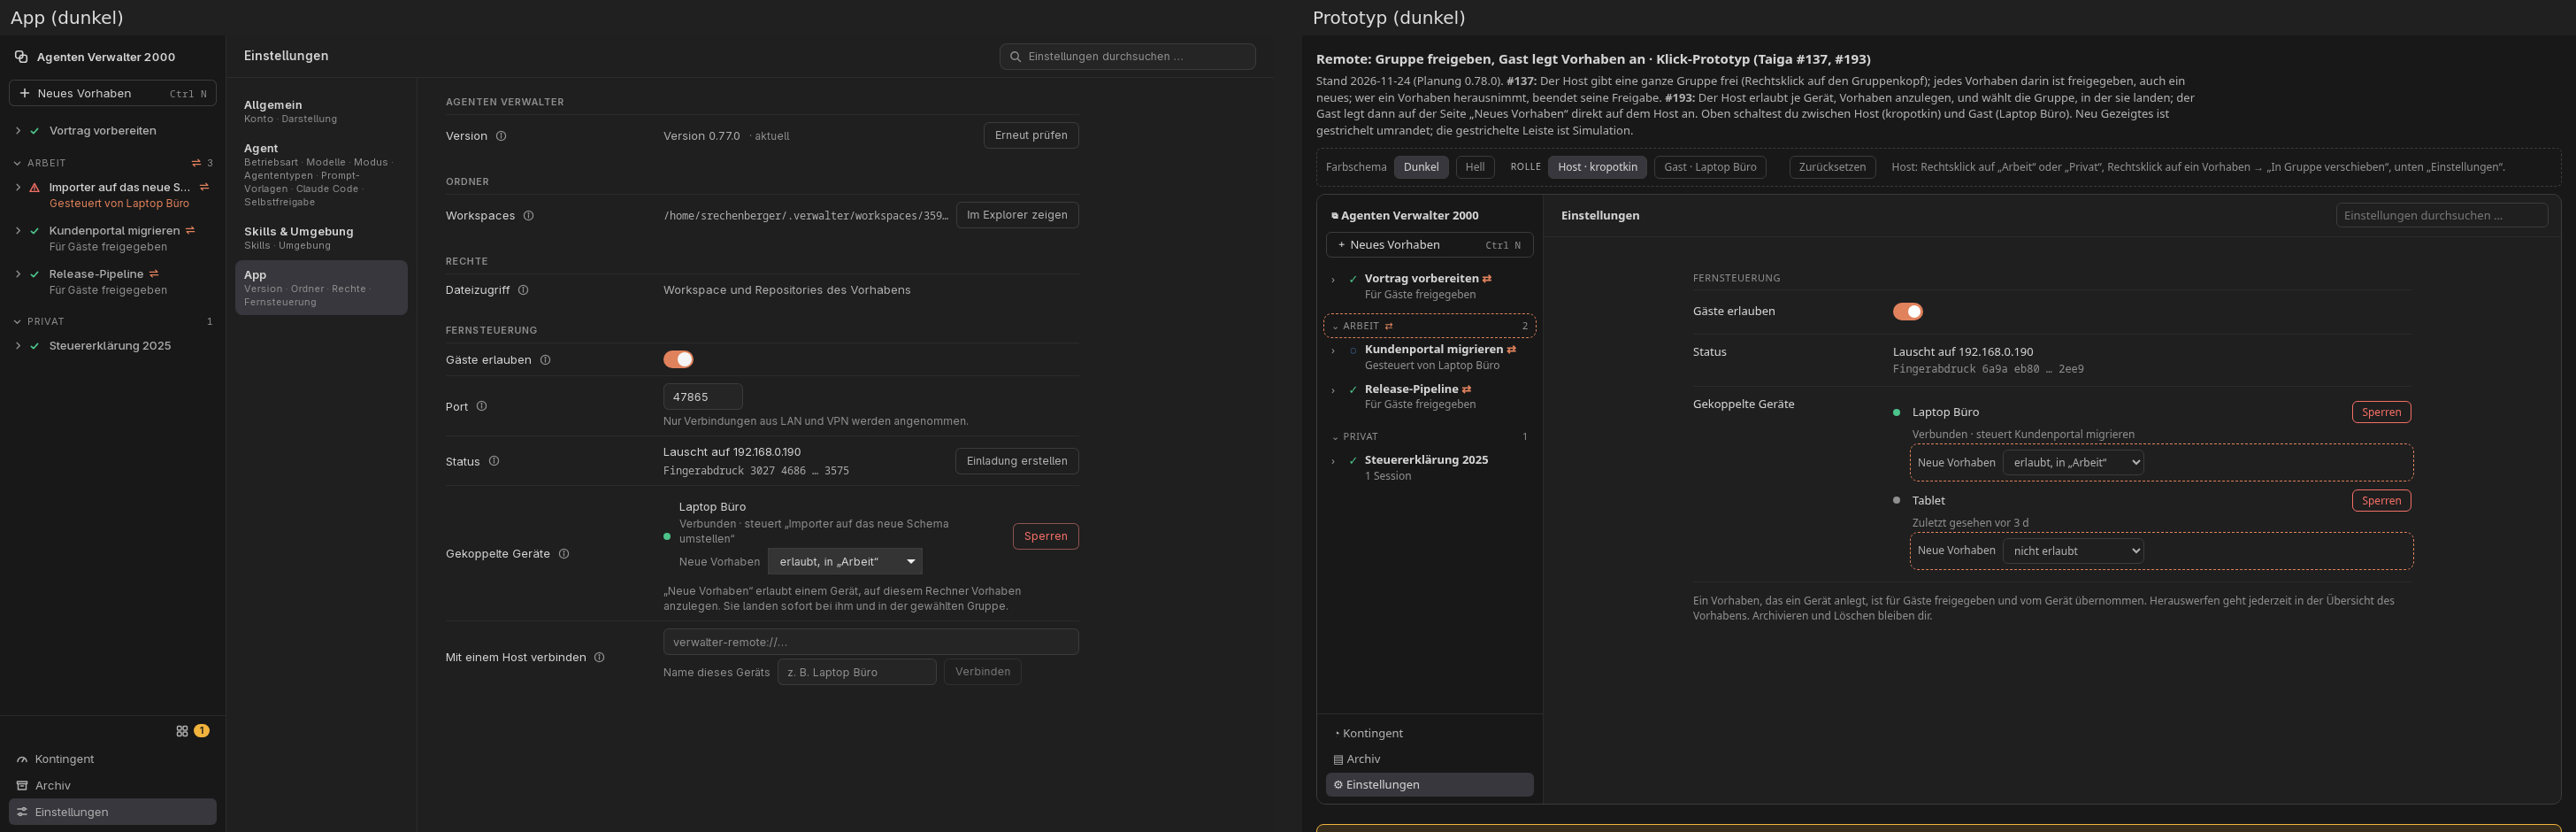 App (dunkel)
Agenten Verwalter 2000
Neues Vorhaben Ctrl N
Vortrag vorbereiten
ARBEIT 3
Importer auf das neue S…
Gesteuert von Laptop Büro
Kundenportal migrieren
Für Gäste freigegeben
Release-Pipeline
Für Gäste freigegeben
PRIVAT 1
Steuererklärung 2025
1
Kontingent
Archiv
Einstellungen
Einstellungen
Einstellungen durchsuchen …
Allgemein
Konto · Darstellung
Agent
Betriebsart · Modelle · Modus ·
Agententypen · Prompt-
Vorlagen · Claude Code ·
Selbstfreigabe
Skills & Umgebung
Skills · Umgebung
App
Version · Ordner · Rechte ·
Fernsteuerung
AGENTEN VERWALTER
Version Version 0.77.0 · aktuell Erneut prüfen
ORDNER
Workspaces /home/srechenberger/.verwalter/workspaces/359… Im Explorer zeigen
RECHTE
Dateizugriff Workspace und Repositories des Vorhabens
FERNSTEUERUNG
Gäste erlauben
Port 47865
Nur Verbindungen aus LAN und VPN werden angenommen.
Status Lauscht auf 192.168.0.190
Fingerabdruck 3027 4686 … 3575
Einladung erstellen
Gekoppelte Geräte
Laptop Büro
Verbunden · steuert „Importer auf das neue Schema
umstellen“
Sperren
Neue Vorhaben erlaubt, in „Arbeit“
„Neue Vorhaben“ erlaubt einem Gerät, auf diesem Rechner Vorhaben
anzulegen. Sie landen sofort bei ihm und in der gewählten Gruppe.
Mit einem Host verbinden
verwalter-remote://…
Name dieses Geräts z. B. Laptop Büro Verbinden
Prototyp (dunkel)
Remote: Gruppe freigeben, Gast legt Vorhaben an · Klick-Prototyp (Taiga #137, #193)
Stand 2026-11-24 (Planung 0.78.0). #137: Der Host gibt eine ganze Gruppe frei (Rechtsklick auf den Gruppenkopf); jedes Vorhaben darin ist freigegeben, auch ein
neues; wer ein Vorhaben herausnimmt, beendet seine Freigabe. #193: Der Host erlaubt je Gerät, Vorhaben anzulegen, und wählt die Gruppe, in der sie landen; der
Gast legt dann auf der Seite „Neues Vorhaben“ direkt auf dem Host an. Oben schaltest du zwischen Host (kropotkin) und Gast (Laptop Büro). Neu Gezeigtes ist
gestrichelt umrandet; die gestrichelte Leiste ist Simulation.
Farbschema Dunkel Hell ROLLE Host · kropotkin Gast · Laptop Büro Zurücksetzen Host: Rechtsklick auf „Arbeit“ oder „Privat“, Rechtsklick auf ein Vorhaben → „In Gruppe verschieben“, unten „Einstellungen“.
Agenten Verwalter 2000
+ Neues Vorhaben Ctrl N
Vortrag vorbereiten
Für Gäste freigegeben
ARBEIT 2
Kundenportal migrieren
Gesteuert von Laptop Büro
Release-Pipeline
Für Gäste freigegeben
PRIVAT 1
Steuererklärung 2025
1 Session
Kontingent
Archiv
Einstellungen
Einstellungen
Einstellungen durchsuchen …
FERNSTEUERUNG
Gäste erlauben
Status Lauscht auf 192.168.0.190
Fingerabdruck 6a9a eb80 … 2ee9
Gekoppelte Geräte
Laptop Büro Sperren
Verbunden · steuert Kundenportal migrieren
Neue Vorhaben erlaubt, in „Arbeit“
Tablet Sperren
Zuletzt gesehen vor 3 d
Neue Vorhaben nicht erlaubt
Ein Vorhaben, das ein Gerät anlegt, ist für Gäste freigegeben und vom Gerät übernommen. Herauswerfen geht jederzeit in der Übersicht des
Vorhabens. Archivieren und Löschen bleiben dir.